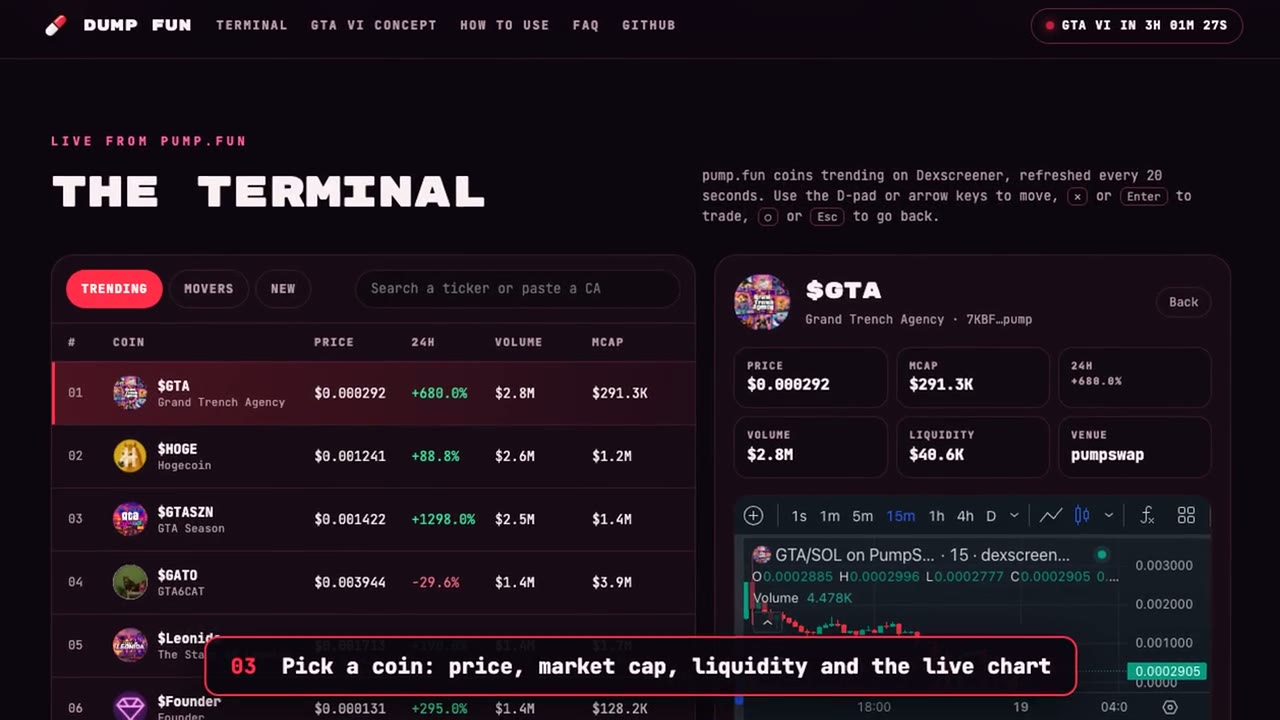 DUMP FUN TERMINAL GTA VI CONCEPT HOW TO USE FAQ GITHUB GTA VI IN 3H 01M 27S
LIVE FROM PUMP.FUN
THE TERMINAL
pump.fun coins trending on Dexscreener, refreshed every 20
seconds. Use the D-pad or arrow keys to move, × or Enter to
trade, ○ or Esc to go back.
TRENDING MOVERS NEW Search a ticker or paste a CA
# COIN PRICE 24H VOLUME MCAP
01 $GTA Grand Trench Agency $0.000292 +680.0% $2.8M $291.3K
02 $HOGE Hogecoin $0.001241 +88.8% $2.6M $1.2M
03 $GTASZN GTA Season $0.001422 +1298.0% $2.5M $1.4M
04 $GATO GTA6CAT $0.003944 -29.6% $1.4M $3.9M
05 $Leonida The Sta
06 $Founder Founder $0.000131 +295.0% $1.4M $128.2K
$GTA
Grand Trench Agency · 7KBF…pump
Back
PRICE MCAP 24H
$0.000292 $291.3K +680.0%
VOLUME LIQUIDITY VENUE
$2.8M $40.6K pumpswap
1s 1m 5m 15m 1h 4h D
GTA/SOL on PumpS... · 15 · dexscreen...
O0.0002885 H0.0002996 L0.0002777 C0.0002905 0....
Volume 4.478K
0.003000
0.002000
0.001000
0.0002905
0.0000
18:00 19 04:0
03 Pick a coin: price, market cap, liquidity and the live chart